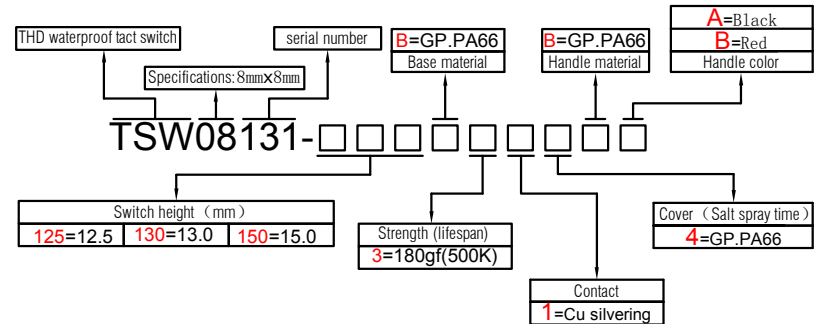 A=Black
B=Red
Handle color
THD waterproof tact switch
serial number
B=GP.PA66
Base material
B=GP.PA66
Handle material
Specifications:8mmx8mm
TSW08131-□□□□□□□□□
Switch height（mm）
125=12.5 130=13.0 150=15.0
Strength (lifespan)
3=180gf(500K)
Cover（Salt spray time）
4=GP.PA66
Contact
1=Cu silvering